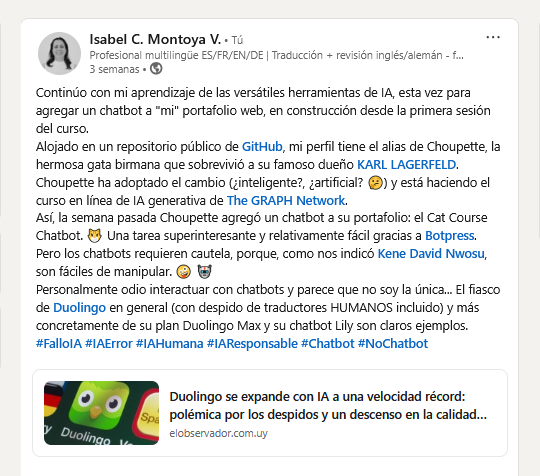 Isabel C. Montoya V. • Tú
Profesional multilingüe ES/FR/EN/DE | Traducción + revisión inglés/alemán - f...
3 semanas •
Continúo con mi aprendizaje de las versátiles herramientas de IA, esta vez para
agregar un chatbot a "mi" portafolio web, en construcción desde la primera sesión
del curso.
Alojado en un repositorio público de GitHub, mi perfil tiene el alias de Choupette, la
hermosa gata birmana que sobrevivió a su famoso dueño KARL LAGERFELD.
Choupette ha adoptado el cambio (¿inteligente?, ¿artificial? 🫤) y está haciendo el
curso en línea de IA generativa de The GRAPH Network.
Así, la semana pasada Choupette agregó un chatbot a su portafolio: el Cat Course
Chatbot. 😼 Una tarea superinteresante y relativamente fácil gracias a Botpress.
Pero los chatbots requieren cautela, porque, como nos indicó Kene David Nwosu,
son fáciles de manipular. 🤪 😹
Personalmente odio interactuar con chatbots y parece que no soy la única... El fiasco
de Duolingo en general (con despido de traductores HUMANOS incluido) y más
concretamente de su plan Duolingo Max y su chatbot Lily son claros ejemplos.
#FalloIA #IAError #IAHumana #IAResponsable #Chatbot #NoChatbot
Duolingo
Duolingo se expande con IA a una velocidad récord:
polémica por los despidos y un descenso en la calidad...
elobservador.com.uy